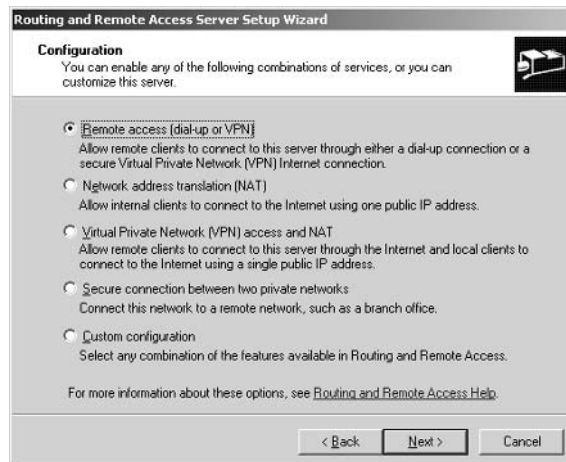 Routing and Remote Access Server Setup Wizard
Configuration
You can enable any of the following combinations of services, or you can
customize this server.
Remote access (dial-up or VPN)
Allow remote clients to connect to this server through either a dial-up connection or a
secure Virtual Private Network (VPN) Internet connection.
Network address translation (NAT)
Allow internal clients to connect to the Internet using one public IP address.
Virtual Private Network (VPN) access and NAT
Allow remote clients to connect to this server through the Internet and local clients to
connect to the Internet using a single public IP address.
Secure connection between two private networks
Connect this network to a remote network, such as a branch office.
Custom configuration
Select any combination of the features available in Routing and Remote Access.
For more information about these options, see Routing and Remote Access Help.
< Back Next > Cancel